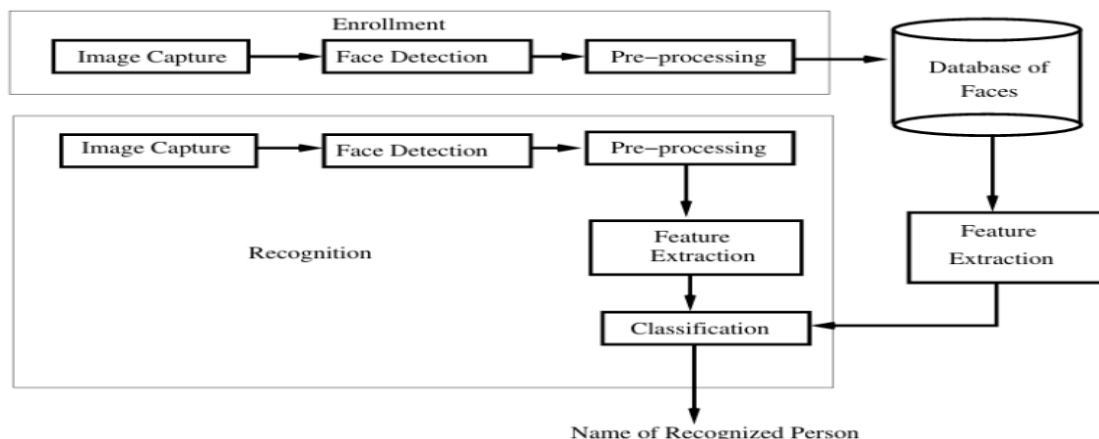 Enrollment
Image Capture
Face Detection
Pre−processing
Database of
Faces
Image Capture
Face Detection
Pre−processing
Recognition
Feature
Extraction
Feature
Extraction
Classification
Name of Recognized Person